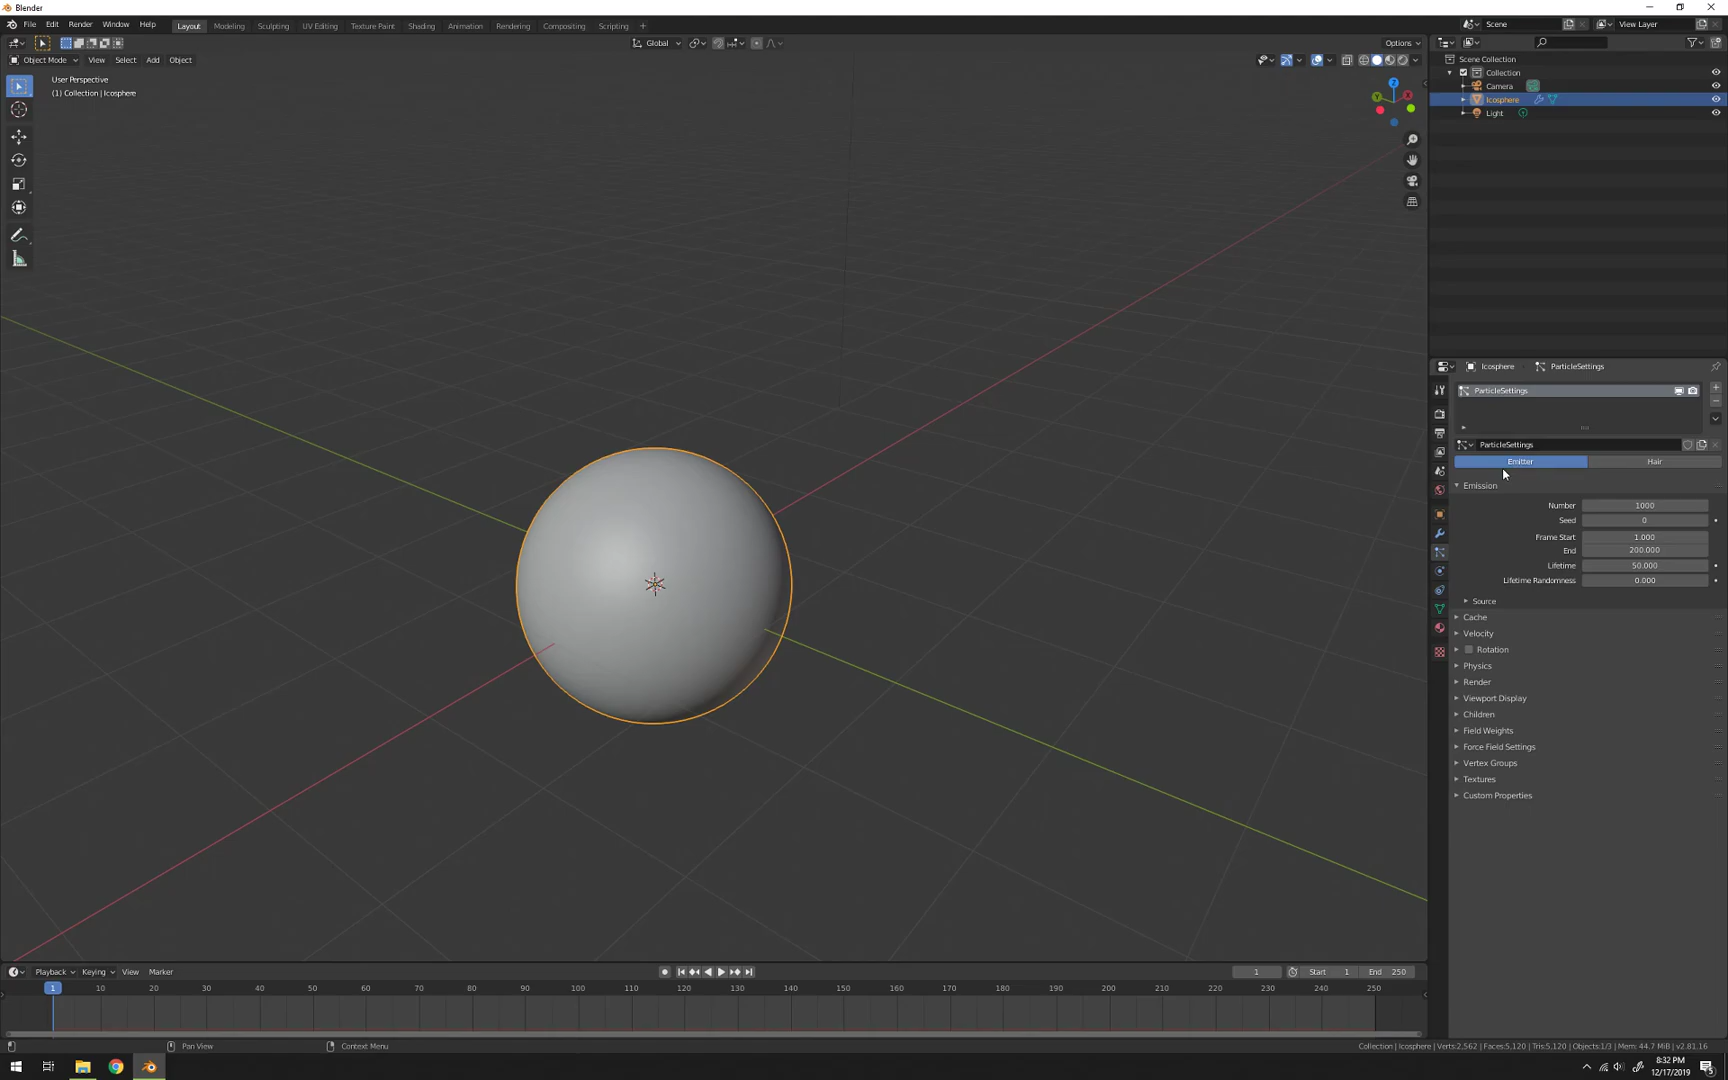 Blender
File Edit Render Window Help Layout Modeling Sculpting UV Editing Texture Paint Shading Animation Rendering Compositing Scripting + Scene View Layer
Global Options
Object Mode View Select Add Object
User Perspective
(1) Collection | Icosphere
Z
Y X
Scene Collection
Collection
Camera
Icosphere
Light
Icosphere ParticleSettings
ParticleSettings
ParticleSettings
Emitter Hair
Emission
Number 1000
Seed 0
Frame Start 1.000
End 200.000
Lifetime 50.000
Lifetime Randomness 0.000
Source
Cache
Velocity
Rotation
Physics
Render
Viewport Display
Children
Field Weights
Force Field Settings
Vertex Groups
Textures
Custom Properties
Playback Keying View Marker 1 Start 1 End 250
1 10 20 30 40 50 60 70 80 90 100 110 120 130 140 150 160 170 180 190 200 210 220 230 240 250
Pan View Context Menu Collection | Icosphere | Verts:2,562 | Faces:5,120 | Tris:5,120 | Objects:1/3 | Mem: 44.7 MiB | v2.81.16
8:32 PM
12/17/2019
5